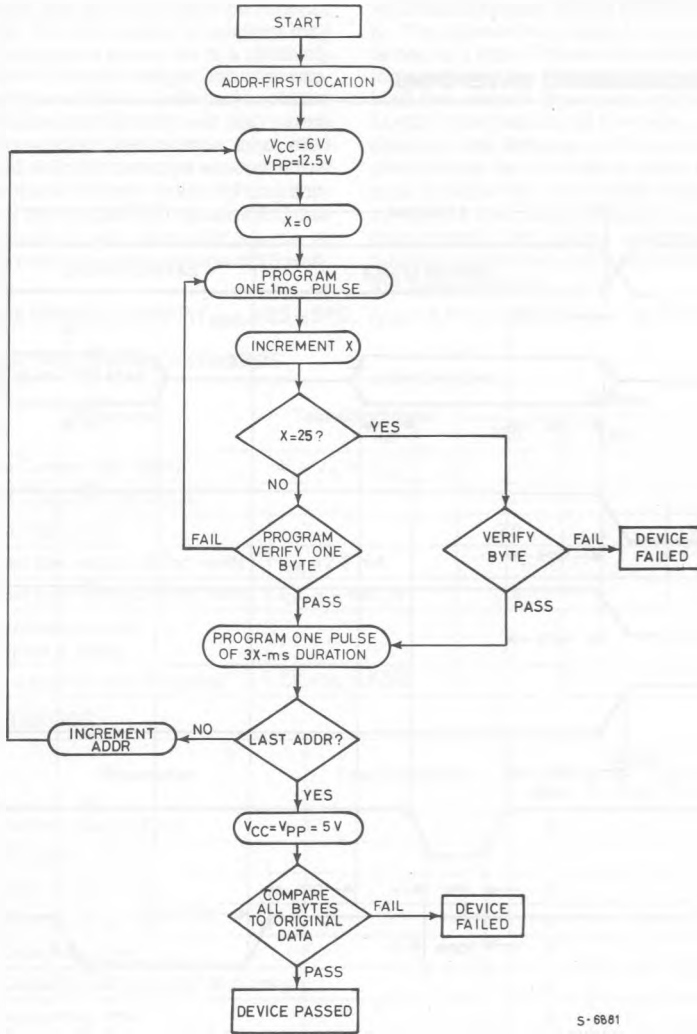 START
ADDR-FIRST LOCATION
VCC=6V
VPP=12.5V
X=0
PROGRAM
ONE 1ms PULSE
INCREMENT X
X=25?
YES
NO
FAIL
PROGRAM
VERIFY ONE
BYTE
VERIFY
BYTE
FAIL
DEVICE
FAILED
PASS
PASS
PROGRAM ONE PULSE
OF 3X-ms DURATION
INCREMENT
ADDR
NO
LAST ADDR?
YES
VCC=VPP = 5V
COMPARE
ALL BYTES
TO ORIGINAL
DATA
FAIL
DEVICE
FAILED
PASS
DEVICE PASSED
S-6881